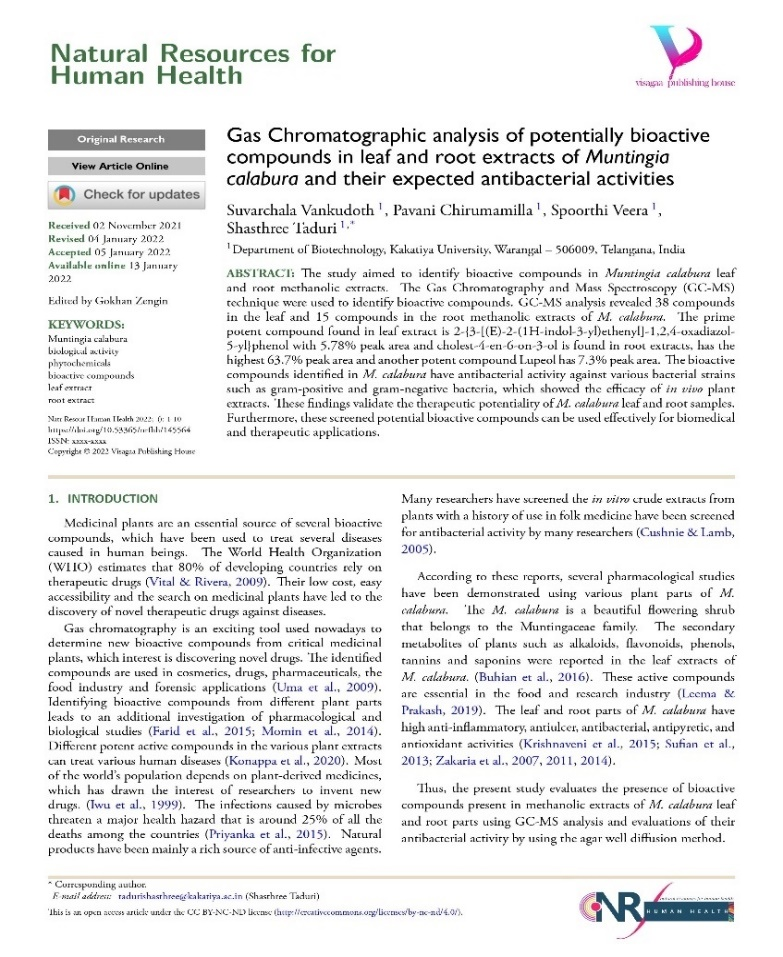 Natural Resources for
Human Health
visagaa publishing house
Original Research
View Article Online
Check for updates
Received 02 November 2021
Revised 04 January 2022
Accepted 05 January 2022
Available online 13 January
2022
Edited by Gokhan Zengin
KEYWORDS:
Muntingia calabura
biological activity
phytochemicals
bioactive compounds
leaf extract
root extract
Natr Resour Human Health 2022; 0: 1-10
https://doi.org/10.53365/nrfhh/145564
ISSN: xxxx-xxxx
Copyright © 2022 Visagaa Publishing House
Gas Chromatographic analysis of potentially bioactive
compounds in leaf and root extracts of Muntingia
calabura and their expected antibacterial activities
Suvarchala Vankudoth 1, Pavani Chirumamilla 1, Spoorthi Veera 1,
Shasthree Taduri 1,*
1 Department of Biotechnology, Kakatiya University, Warangal – 506009, Telangana, India
ABSTRACT: The study aimed to identify bioactive compounds in Muntingia calabura leaf
and root methanolic extracts. The Gas Chromatography and Mass Spectroscopy (GC-MS)
technique were used to identify bioactive compounds. GC-MS analysis revealed 38 compounds
in the leaf and 15 compounds in the root methanolic extracts of M. calabura. The prime
potent compound found in leaf extract is 2-{3-[(E)-2-(1H-indol-3-yl)ethenyl]-1,2,4-oxadiazol-
5-yl}phenol with 5.78% peak area and cholest-4-en-6-on-3-ol is found in root extracts, has the
highest 63.7% peak area and another potent compound Lupeol has 7.3% peak area. The bioactive
compounds identified in M. calabura have antibacterial activity against various bacterial strains
such as gram-positive and gram-negative bacteria, which showed the efficacy of in vivo plant
extracts. These findings validate the therapeutic potentiality of M. calabura leaf and root samples.
Furthermore, these screened potential bioactive compounds can be used effectively for biomedical
and therapeutic applications.
1. INTRODUCTION
Medicinal plants are an essential source of several bioactive
compounds, which have been used to treat several diseases
caused in human beings. The World Health Organization
(WHO) estimates that 80% of developing countries rely on
therapeutic drugs (Vital & Rivera, 2009). Their low cost, easy
accessibility and the search on medicinal plants have led to the
discovery of novel therapeutic drugs against diseases.
Gas chromatography is an exciting tool used nowadays to
determine new bioactive compounds from critical medicinal
plants, which interest is discovering novel drugs. The identified
compounds are used in cosmetics, drugs, pharmaceuticals, the
food industry and forensic applications (Uma et al., 2009).
Identifying bioactive compounds from different plant parts
leads to an additional investigation of pharmacological and
biological studies (Farid et al., 2015; Momin et al., 2014).
Different potent active compounds in the various plant extracts
can treat various human diseases (Konappa et al., 2020). Most
of the world's population depends on plant-derived medicines,
which has drawn the interest of researchers to invent new
drugs. (Iwu et al., 1999). The infections caused by microbes
threaten a major health hazard that is around 25% of all the
deaths among the countries (Priyanka et al., 2015). Natural
products have been mainly a rich source of anti-infective agents.
Many researchers have screened the in vitro crude extracts from
plants with a history of use in folk medicine have been screened
for antibacterial activity by many researchers (Cushnie & Lamb,
2005).
According to these reports, several pharmacological studies
have been demonstrated using various plant parts of M.
calabura. The M. calabura is a beautiful flowering shrub
that belongs to the Muntingaceae family. The secondary
metabolites of plants such as alkaloids, flavonoids, phenols,
tannins and saponins were reported in the leaf extracts of
M. calabura. (Buhian et al., 2016). These active compounds
are essential in the food and research industry (Leema &
Prakash, 2019). The leaf and root parts of M. calabura have
high anti-inflammatory, antiulcer, antibacterial, antipyretic, and
antioxidant activities (Krishnaveni et al., 2015; Sufian et al.,
2013; Zakaria et al., 2007, 2011, 2014).
Thus, the present study evaluates the presence of bioactive
compounds present in methanolic extracts of M. calabura leaf
and root parts using GC-MS analysis and evaluations of their
antibacterial activity by using the agar well diffusion method.
* Corresponding author.
E-mail address: tadurishasthree@kakatiya.ac.in (Shasthree Taduri)
This is an open access article under the CC BY-NC-ND license (http://creativecommons.org/licenses/by-nc-nd/4.0/).
NR
HUMAN HEALTH